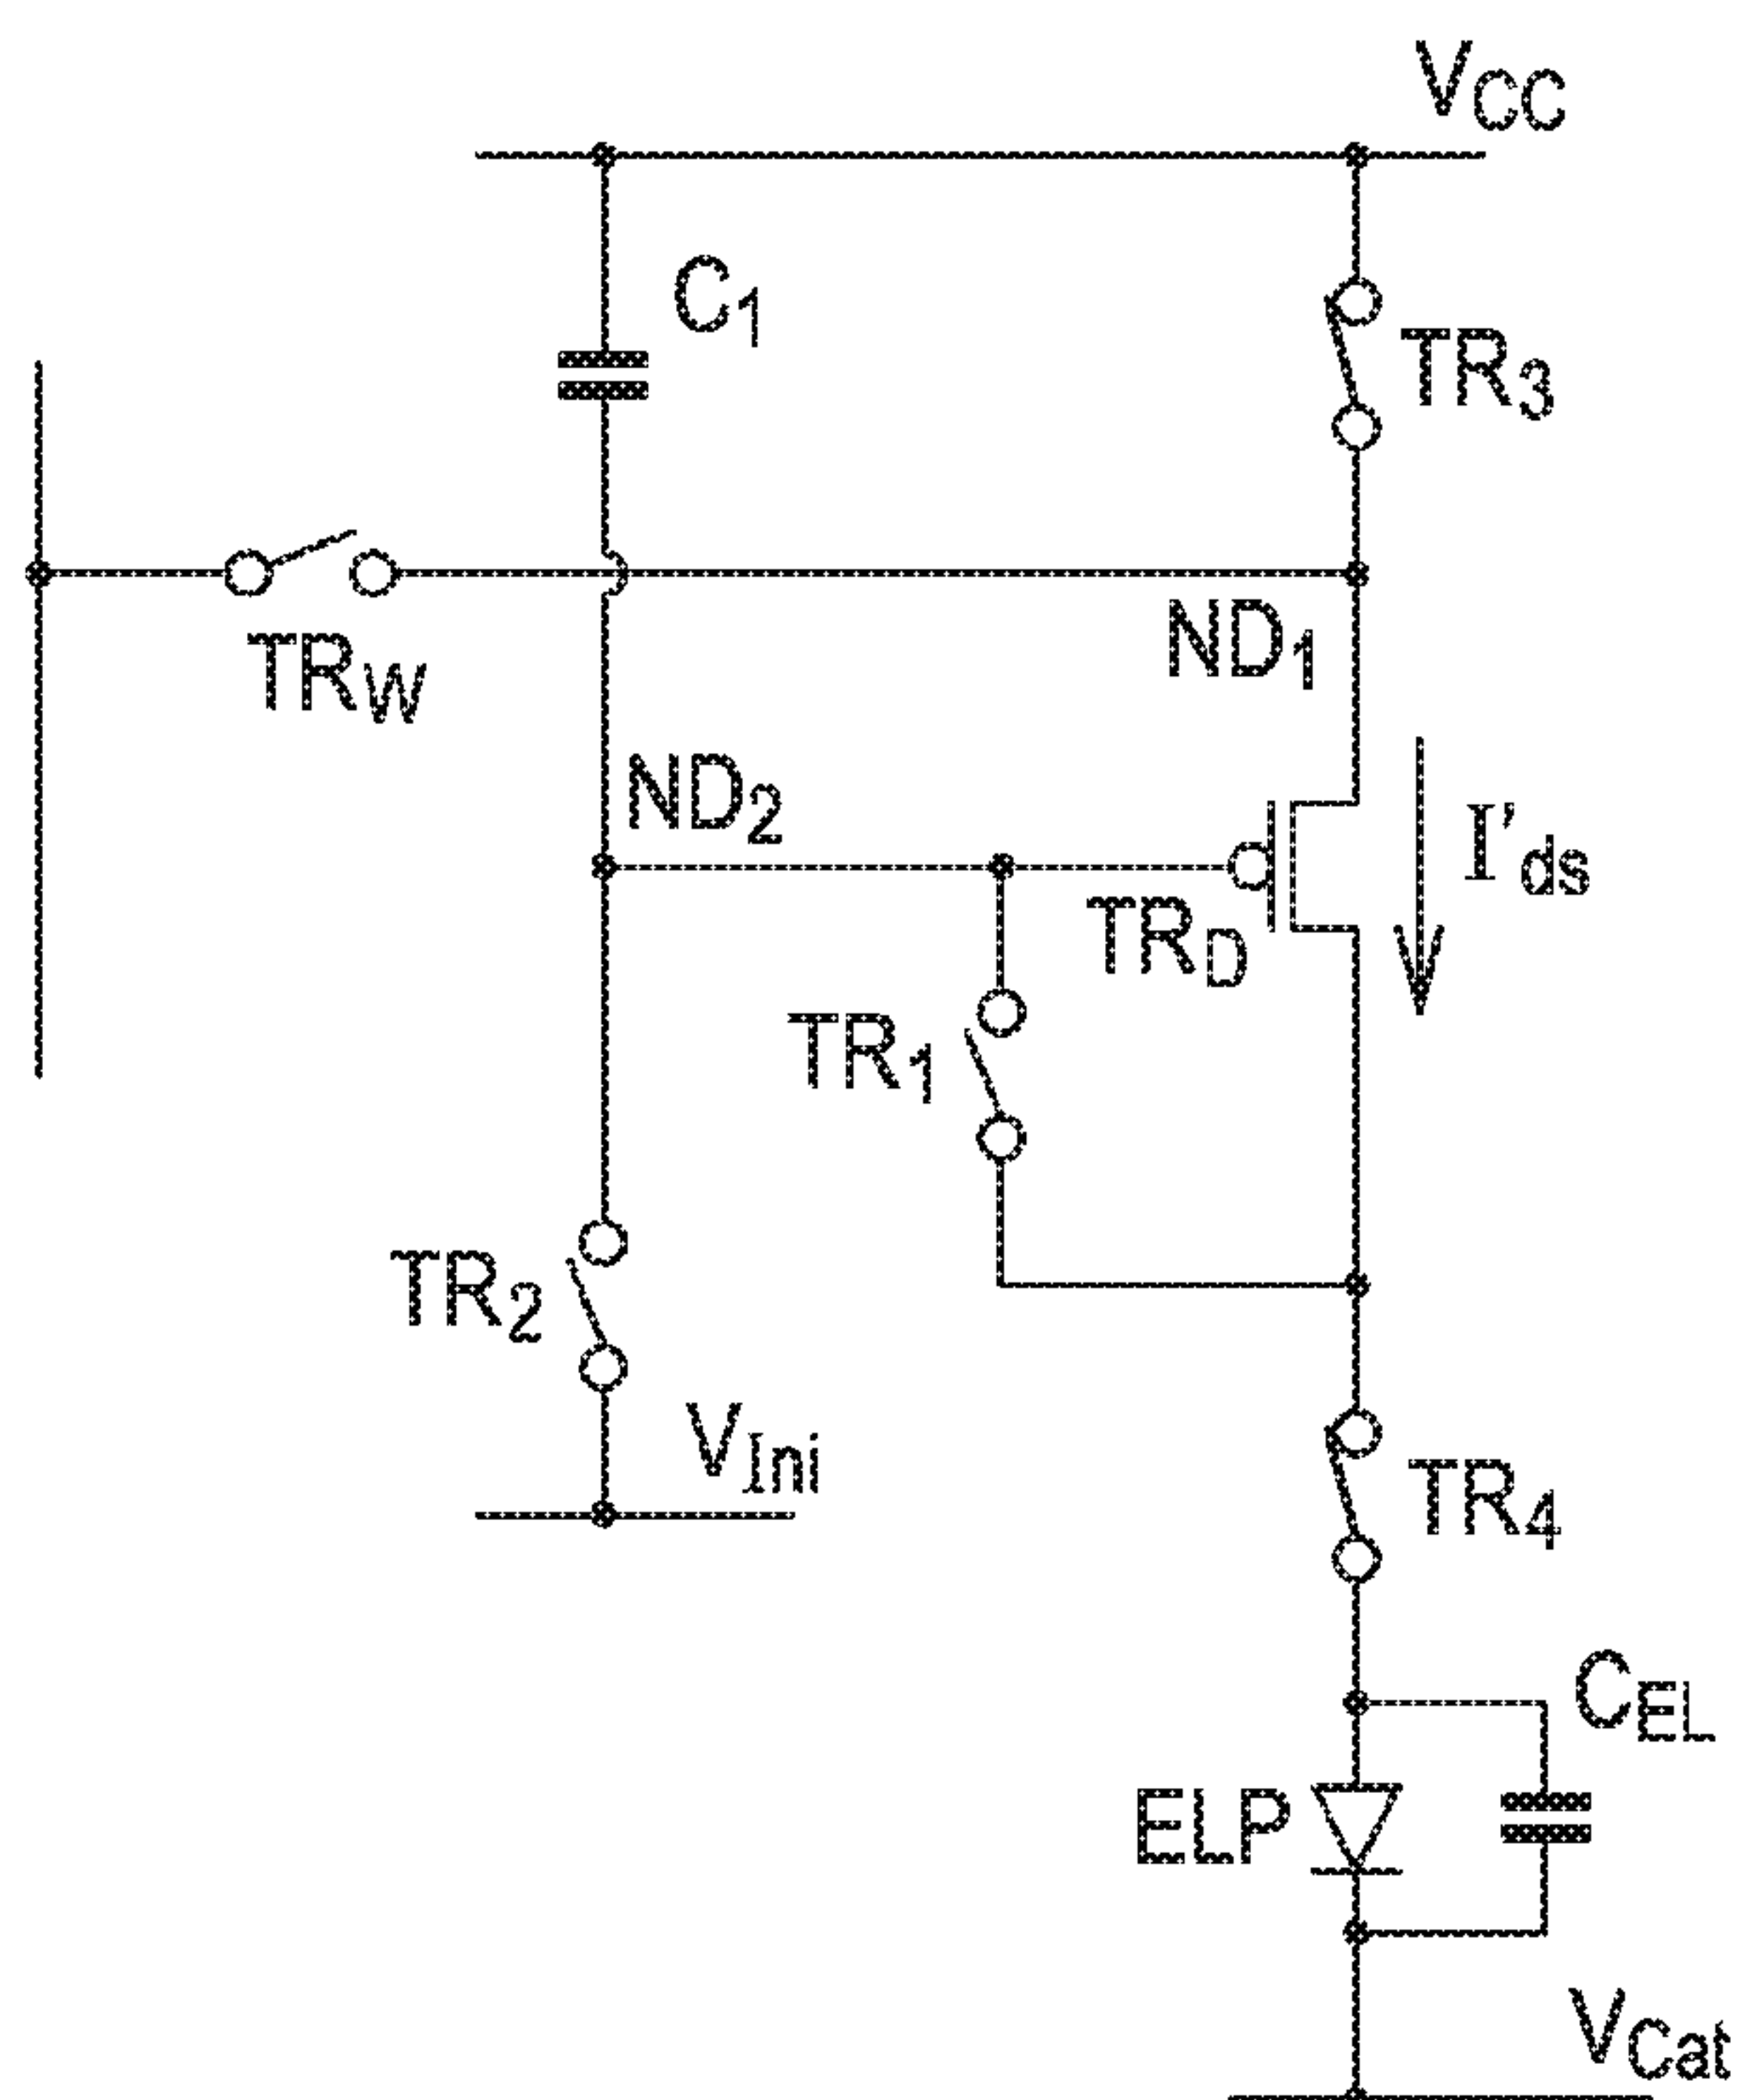 VCC
C1
TR3
TRW
ND1
ND2
I'ds
TRD
TR1
TR2
VIni
TR4
CEL
ELP
VCat